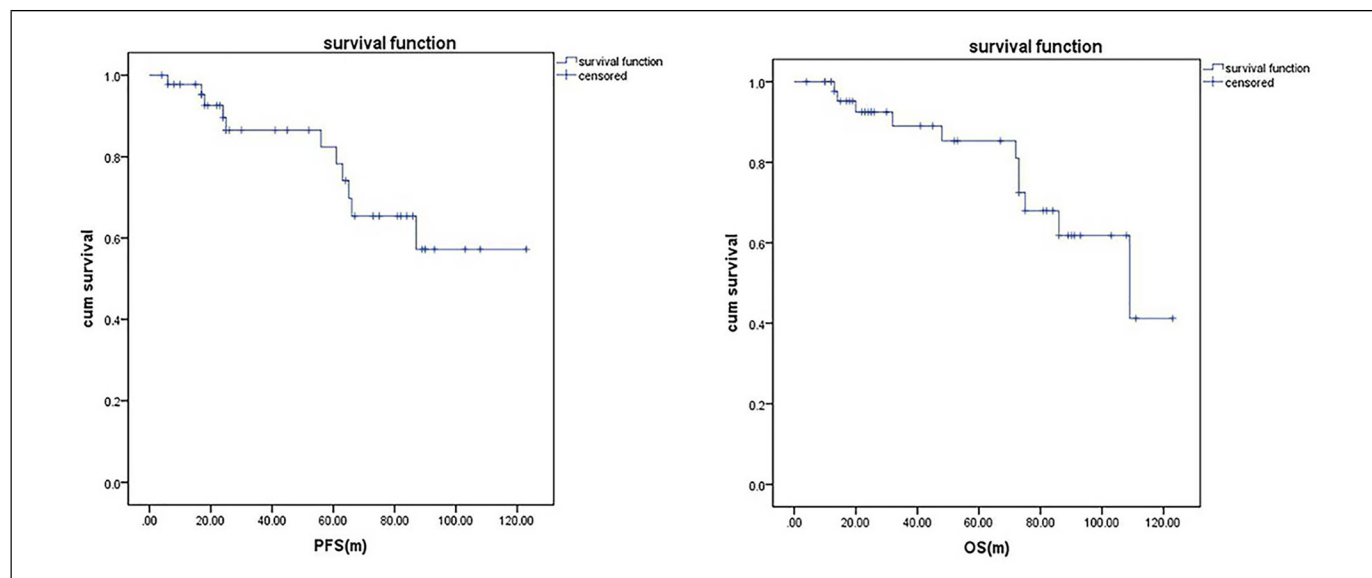 survival function
survival function
censored
1.0
0.8
0.6
0.4
0.2
0.0
cum survival
.00 20.00 40.00 60.00 80.00 100.00 120.00
PFS(m)
survival function
survival function
censored
1.0
0.8
0.6
0.4
0.2
0.0
cum survival
.00 20.00 40.00 60.00 80.00 100.00 120.00
OS(m)